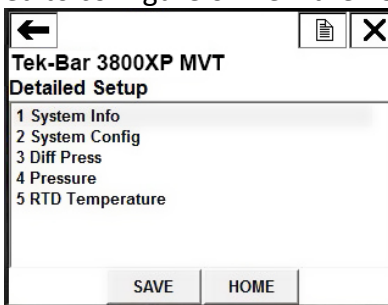 Tek-Bar 3800XP MVT
Detailed Setup
1 System Info
2 System Config
3 Diff Press
4 Pressure
5 RTD Temperature
SAVE HOME